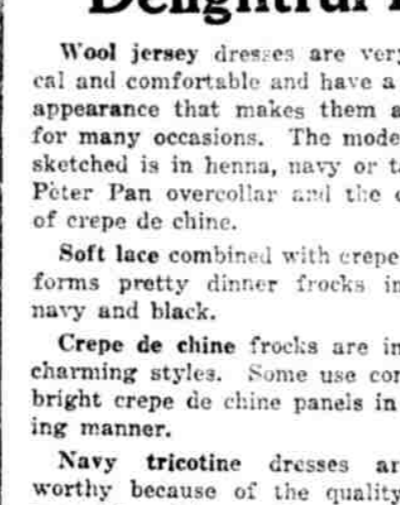 Delightful
Wool jersey dresses are very
cal and comfortable and have a
appearance that makes them a
for many occasions. The mode
sketched is in henna, navy or t
Peter Pan overcollar and the c
of crepe de chine.
Soft lace combined with crepe
forms pretty dinner frocks in
navy and black.
Crepe de chine frocks are in
charming styles. Some use con
bright crepe de chine panels in
ing manner.
Navy tricotine dresses ar
worthy because of the quality